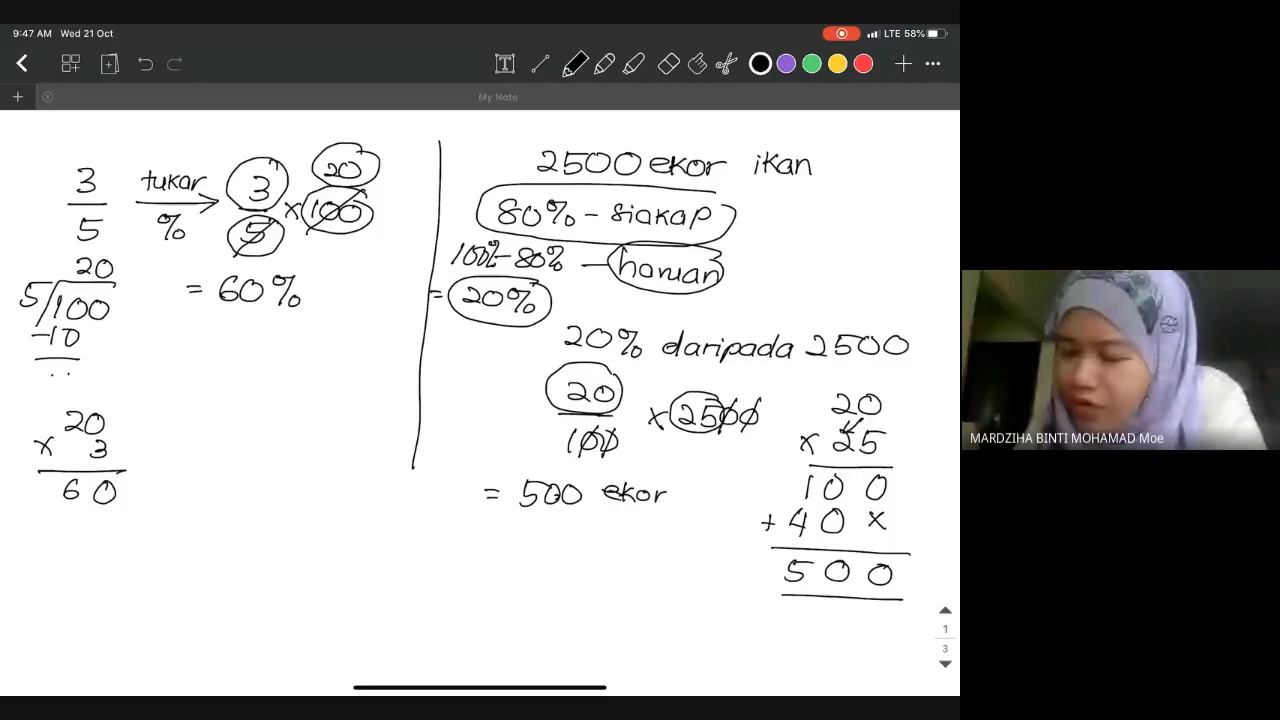 9:47 AM Wed 21 Oct
LTE 58%
My Note
3/5 tukar % → 3/5 × 100 20
= 60%
20
5/100
-10
..
20
× 3
60
2500 ekor ikan
80% - siakap
100% - 80% - haruan
= 20%
20% daripada 2500
20/100 × 2500
= 500 ekor
20
× 25
100
+ 40 ×
500
1
3
MARDZIHA BINTI MOHAMAD Moe